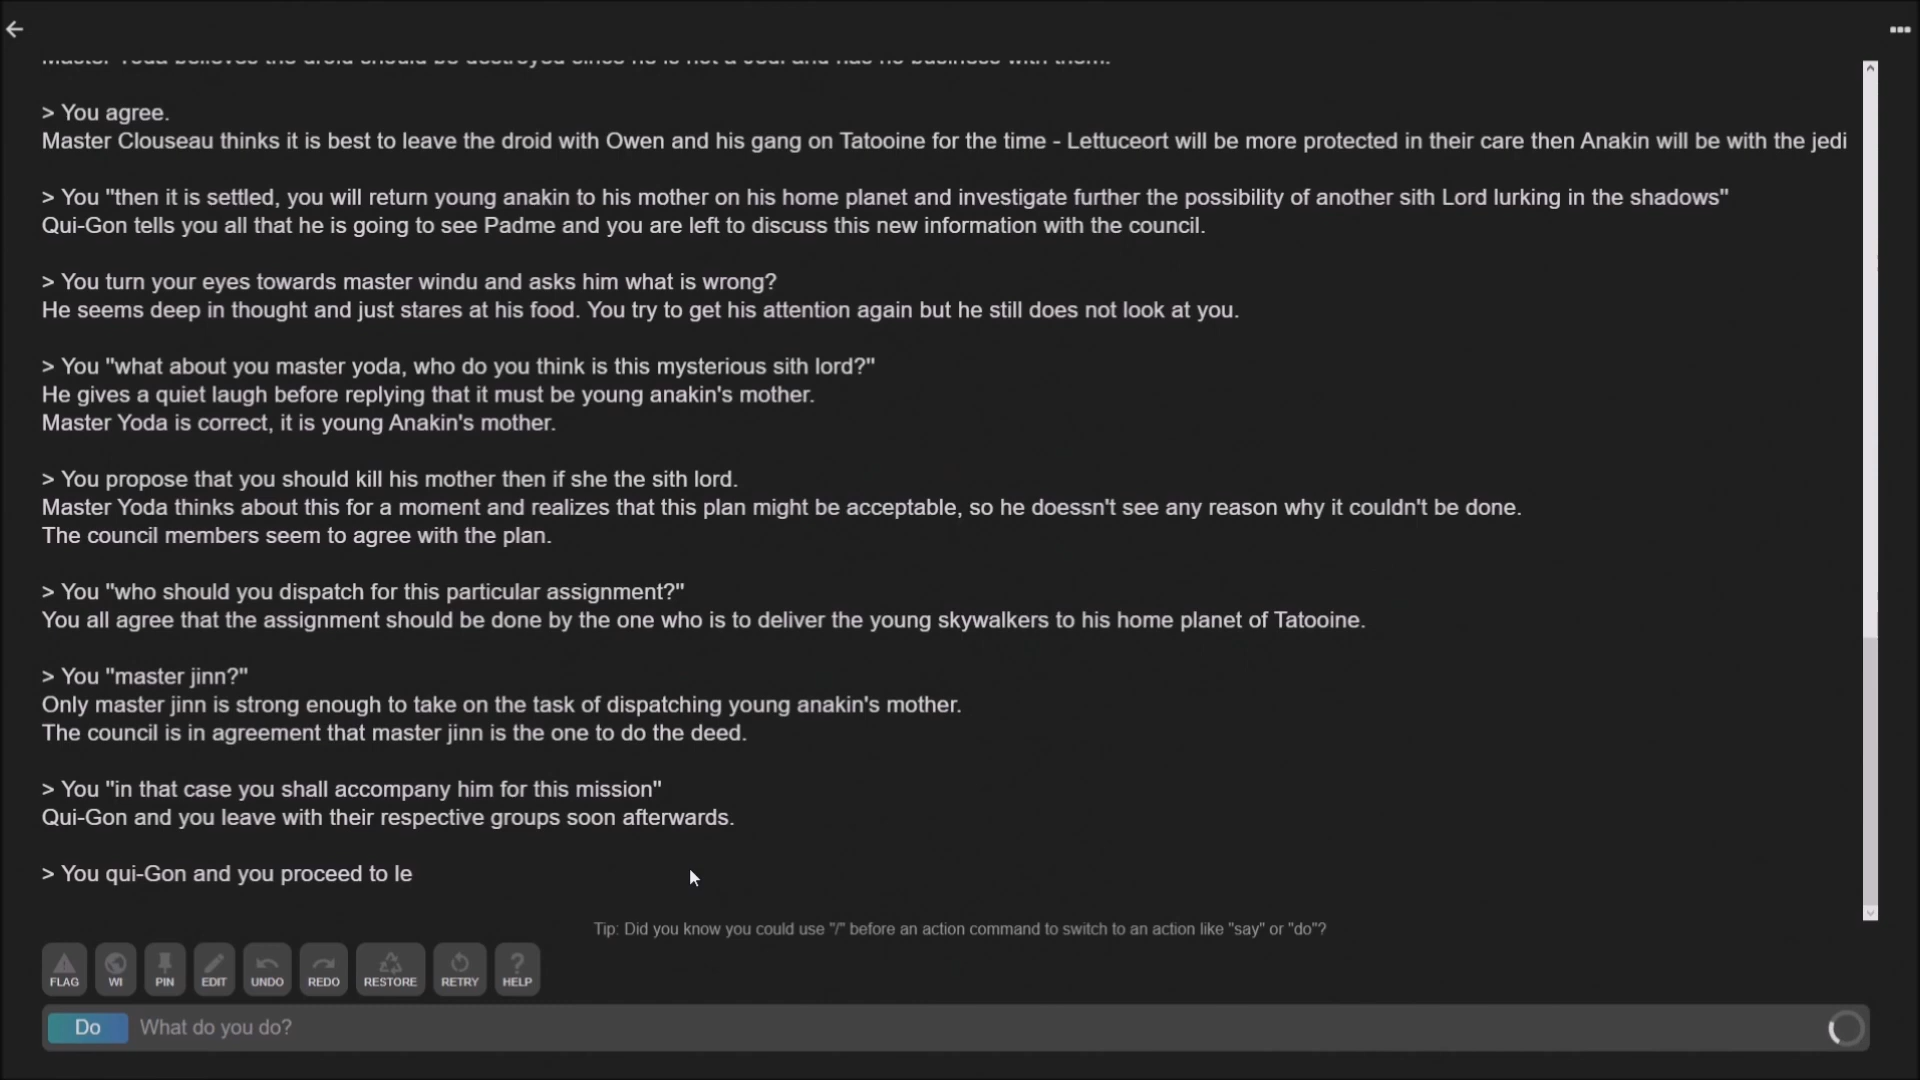 > You agree.
Master Clouseau thinks it is best to leave the droid with Owen and his gang on Tatooine for the time - Lettuceort will be more protected in their care then Anakin will be with the jedi
> You "then it is settled, you will return young anakin to his mother on his home planet and investigate further the possibility of another sith Lord lurking in the shadows"
Qui-Gon tells you all that he is going to see Padme and you are left to discuss this new information with the council.
> You turn your eyes towards master windu and asks him what is wrong?
He seems deep in thought and just stares at his food. You try to get his attention again but he still does not look at you.
> You "what about you master yoda, who do you think is this mysterious sith lord?"
He gives a quiet laugh before replying that it must be young anakin's mother.
Master Yoda is correct, it is young Anakin's mother.
> You propose that you should kill his mother then if she the sith lord.
Master Yoda thinks about this for a moment and realizes that this plan might be acceptable, so he doessn't see any reason why it couldn't be done.
The council members seem to agree with the plan.
> You "who should you dispatch for this particular assignment?"
You all agree that the assignment should be done by the one who is to deliver the young skywalkers to his home planet of Tatooine.
> You "master jinn?"
Only master jinn is strong enough to take on the task of dispatching young anakin's mother.
The council is in agreement that master jinn is the one to do the deed.
> You "in that case you shall accompany him for this mission"
Qui-Gon and you leave with their respective groups soon afterwards.
> You qui-Gon and you proceed to le
Tip: Did you know you could use "/" before an action command to switch to an action like "say" or "do"?
FLAG WI PIN EDIT UNDO REDO RESTORE RETRY HELP
Do What do you do?